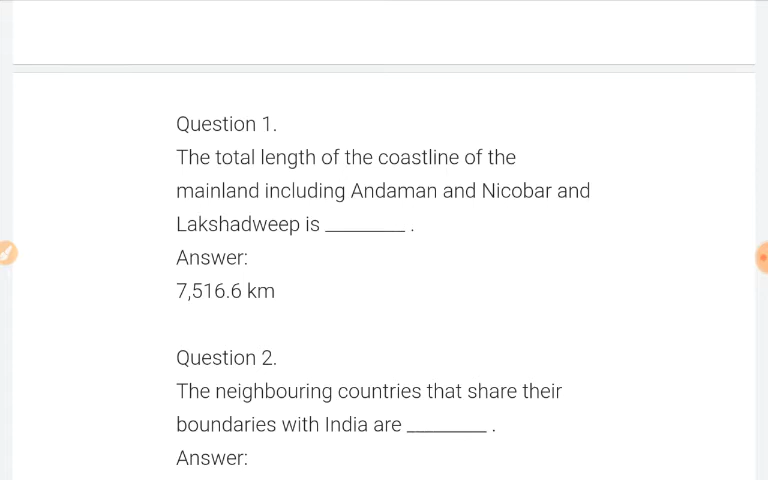 Question 1.
The total length of the coastline of the
mainland including Andaman and Nicobar and
Lakshadweep is ________ .
Answer:
7,516.6 km
Question 2.
The neighbouring countries that share their
boundaries with India are ________ .
Answer: